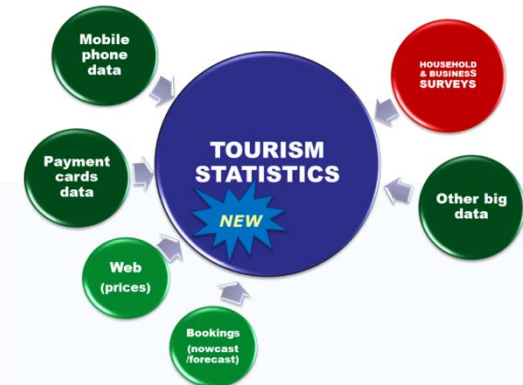 Mobile
phone
data
HOUSEHOLD
& BUSINESS
SURVEYS
TOURISM
STATISTICS
NEW
Payment
cards
data
Other big
data
Web
(prices)
Bookings
(nowcast
/forecast)